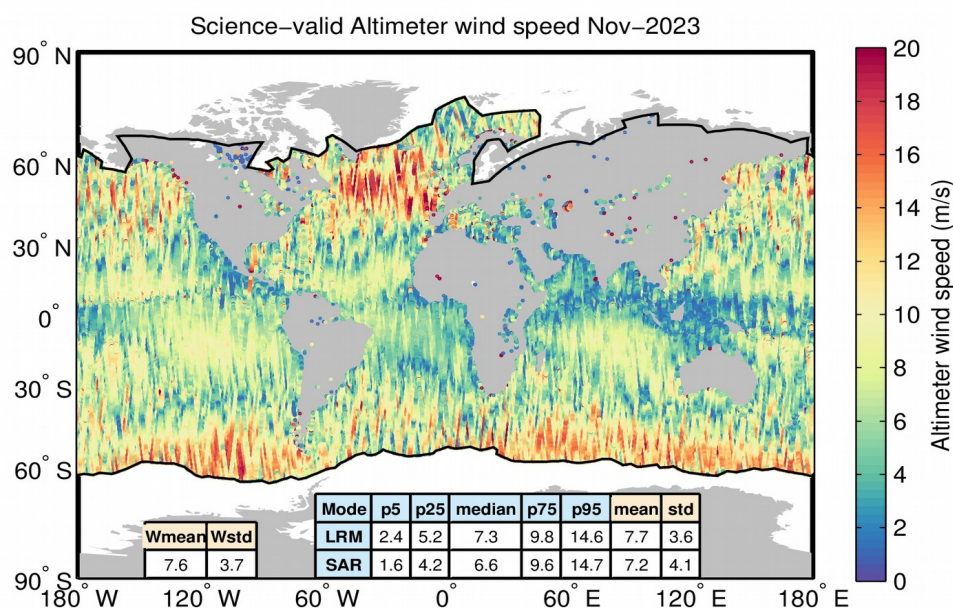 Science−valid Altimeter wind speed Nov−2023
90° N
60° N
30° N
0°
30° S
60° S
90° S
180° W
120° W
60° W
0°
60° E
120° E
180° E
Wmean Wstd
7.6 3.7
Mode p5 p25 median p75 p95 mean std
LRM 2.4 5.2 7.3 9.8 14.6 7.7 3.6
SAR 1.6 4.2 6.6 9.6 14.7 7.2 4.1
20
18
16
14
12
10
8
6
4
2
0
Altimeter wind speed (m/s)